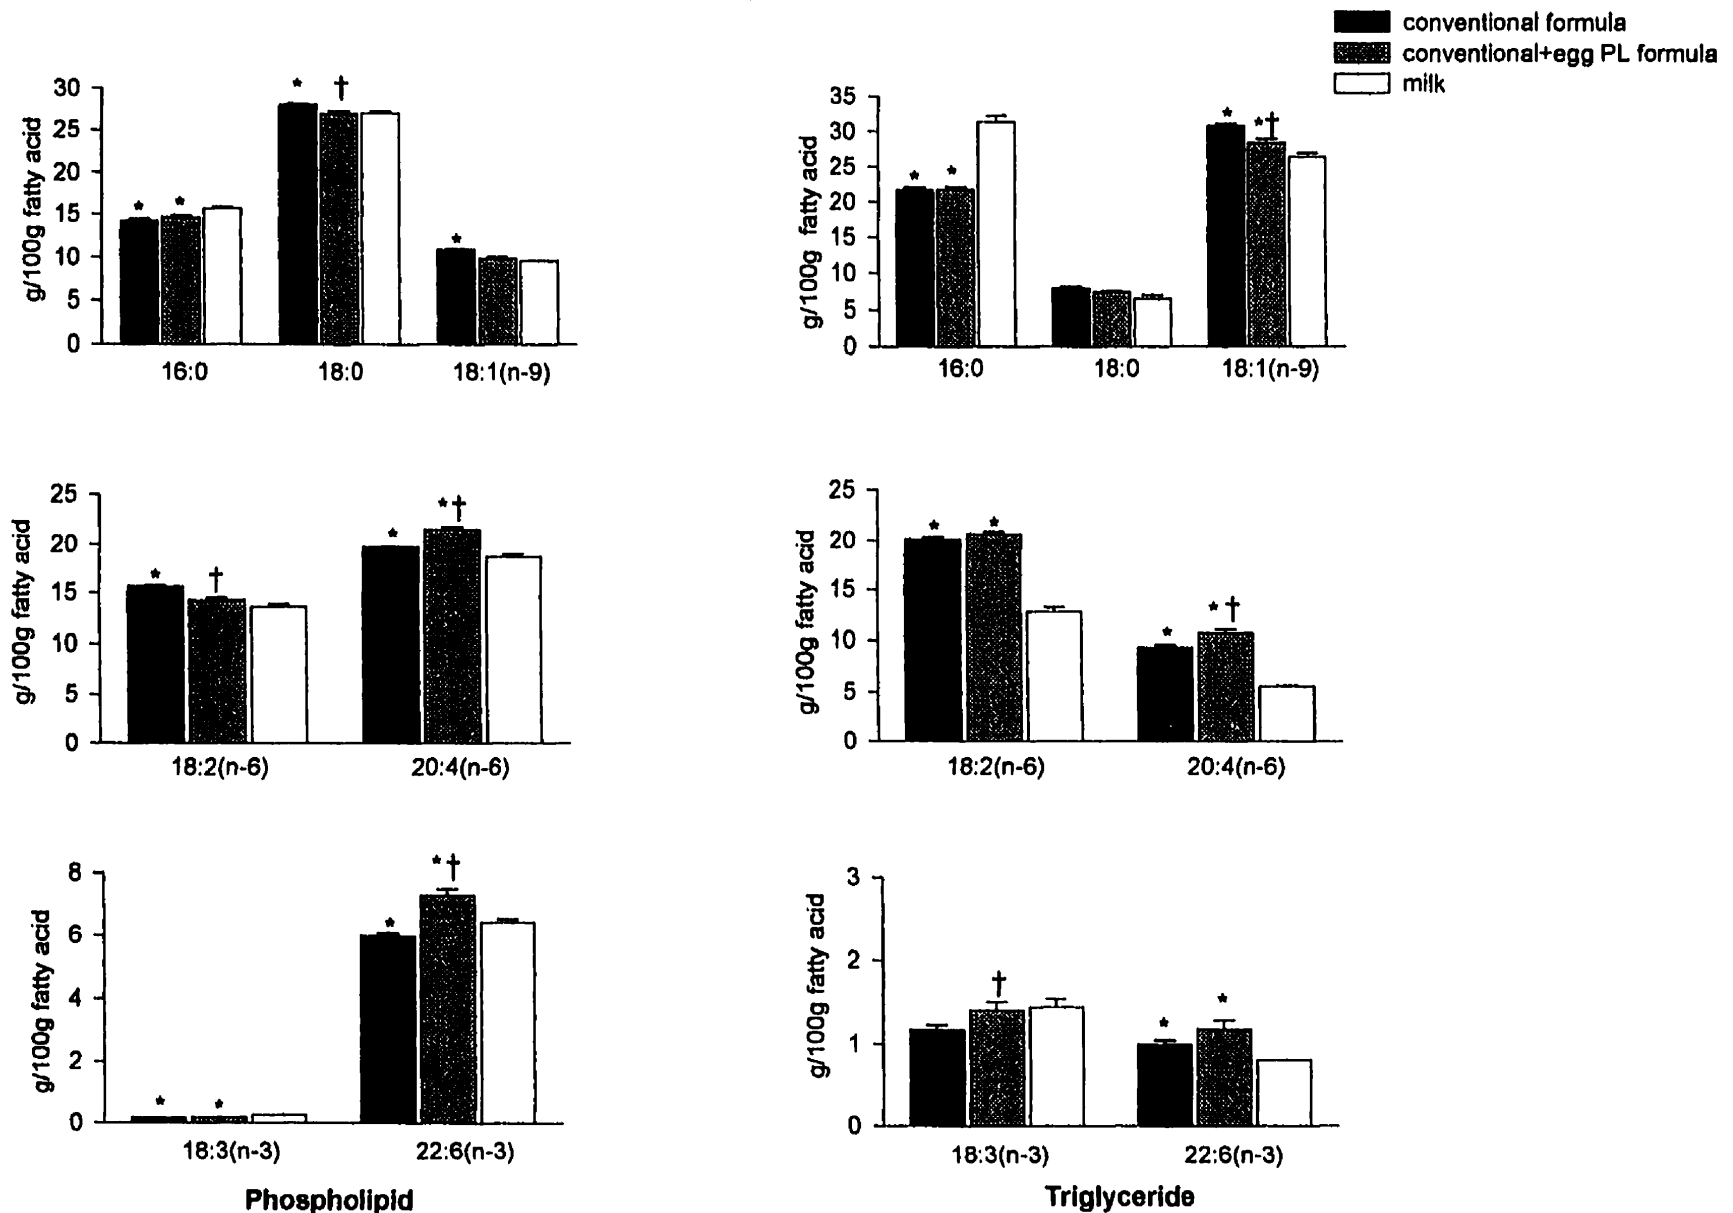 conventional formula
conventional+egg PL formula
milk
g/100g fatty acid
30
25
20
15
10
5
0
* * * † *
16:0 18:0 18:1(n-9)
g/100g fatty acid
35
30
25
20
15
10
5
0
* * * *†
16:0 18:0 18:1(n-9)
g/100g fatty acid
25
20
15
10
5
0
* † * *†
18:2(n-6) 20:4(n-6)
g/100g fatty acid
25
20
15
10
5
0
* * * *†
18:2(n-6) 20:4(n-6)
g/100g fatty acid
8
6
4
2
0
* * * *†
18:3(n-3) 22:6(n-3)
Phospholipid
g/100g fatty acid
3
2
1
0
† * *
18:3(n-3) 22:6(n-3)
Triglyceride